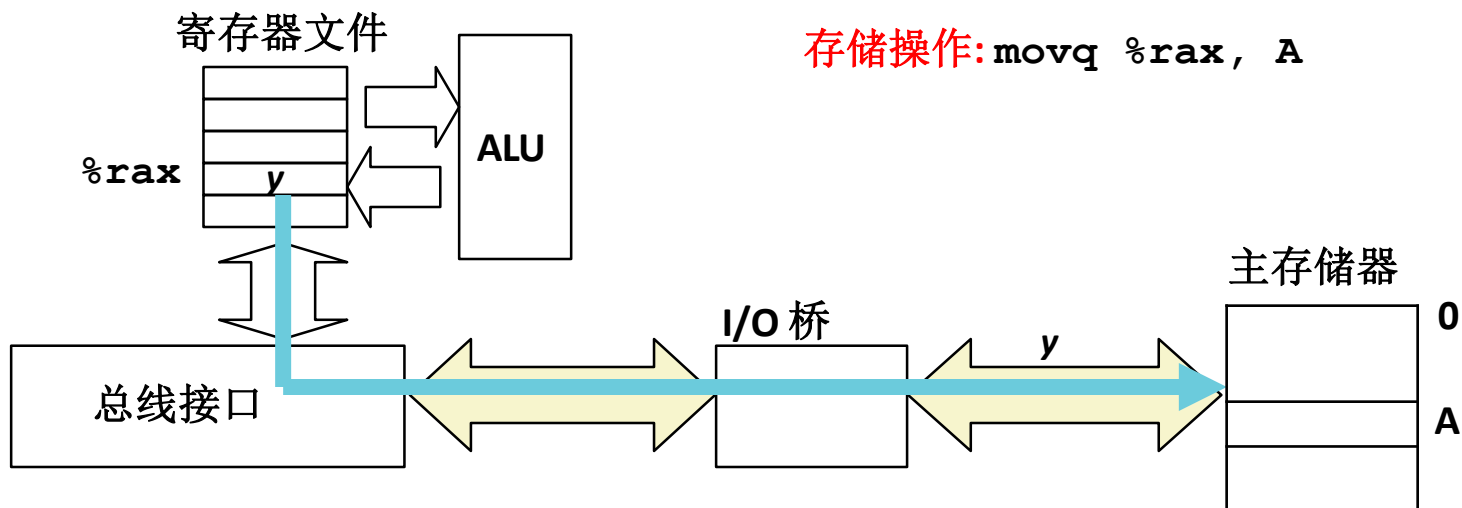 寄存器文件
存储操作: movq %rax, A
ALU
%rax
y
主存储器
I/O 桥
0
y
总线接口
A